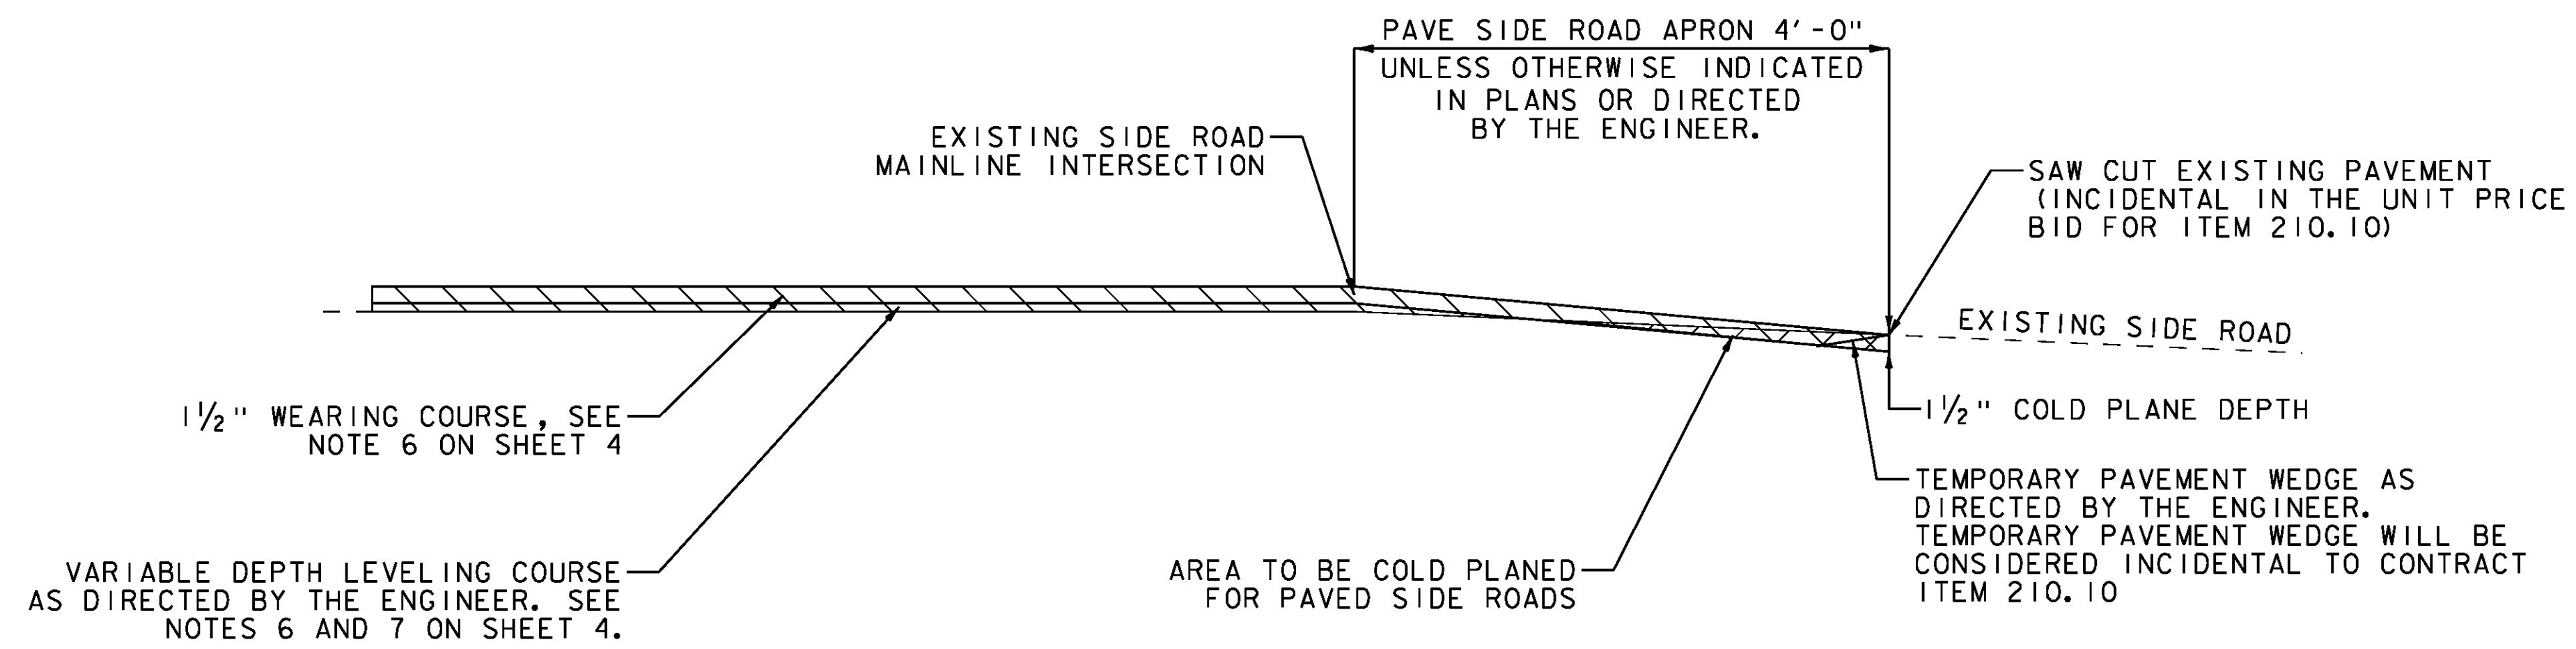 PAVE SIDE ROAD APRON 4'-0"
UNLESS OTHERWISE INDICATED
IN PLANS OR DIRECTED
BY THE ENGINEER.
EXISTING SIDE ROAD
MAINLINE INTERSECTION
SAW CUT EXISTING PAVEMENT
(INCIDENTAL IN THE UNIT PRICE
BID FOR ITEM 210.10)
EXISTING SIDE ROAD
1½" WEARING COURSE, SEE
NOTE 6 ON SHEET 4
1½" COLD PLANE DEPTH
TEMPORARY PAVEMENT WEDGE AS
DIRECTED BY THE ENGINEER.
TEMPORARY PAVEMENT WEDGE WILL BE
CONSIDERED INCIDENTAL TO CONTRACT
ITEM 210.10
VARIABLE DEPTH LEVELING COURSE
AS DIRECTED BY THE ENGINEER. SEE
NOTES 6 AND 7 ON SHEET 4.
AREA TO BE COLD PLANED
FOR PAVED SIDE ROADS